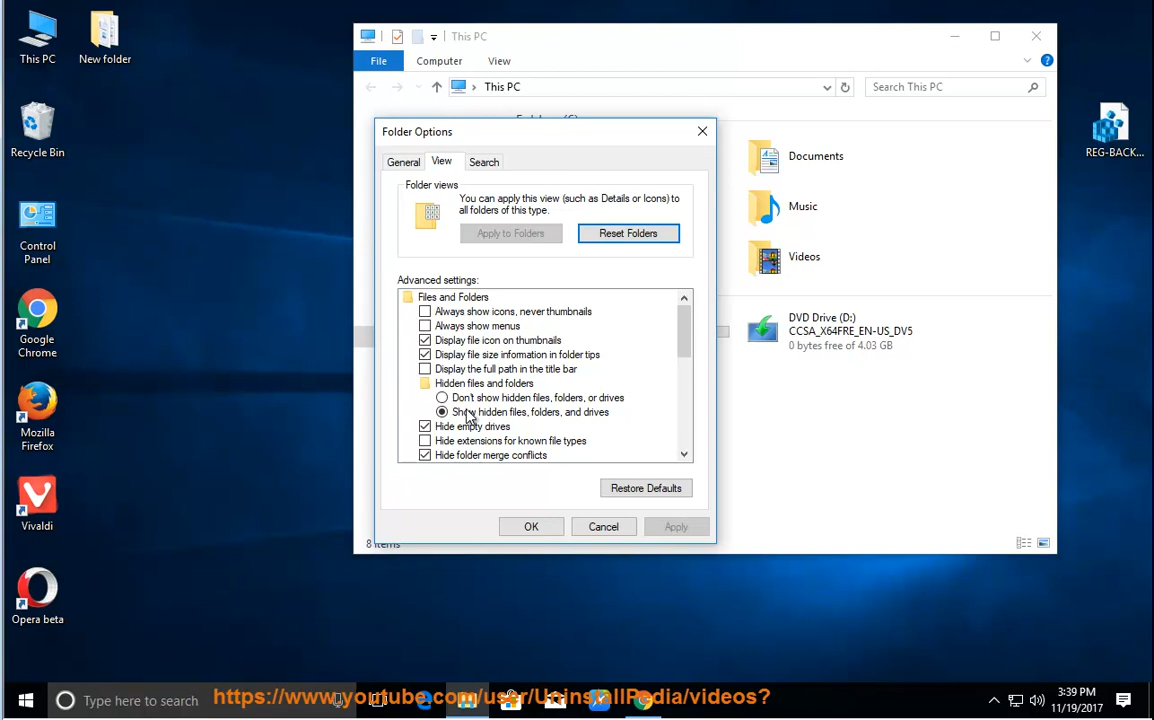 This PC
New folder
Recycle Bin
Control
Panel
Google
Chrome
Mozilla
Firefox
Vivaldi
Opera beta
This PC
File
Computer
View
This PC
Search This PC
Folder Options
General
View
Search
Folder views
You can apply this view (such as Details or Icons) to
all folders of this type.
Apply to Folders
Reset Folders
Advanced settings:
Files and Folders
Always show icons, never thumbnails
Always show menus
Display file icon on thumbnails
Display file size information in folder tips
Display the full path in the title bar
Hidden files and folders
Don't show hidden files, folders, or drives
Show hidden files, folders, and drives
Hide empty drives
Hide extensions for known file types
Hide folder merge conflicts
Restore Defaults
OK
Cancel
Apply
Documents
Music
Videos
DVD Drive (D:)
CCSA_X64FRE_EN-US_DV5
0 bytes free of 4.03 GB
8 items
REG-BACK...
Type here to search
https://www.youtube.com/user/UninstallPedia/videos?
3:39 PM
11/19/2017